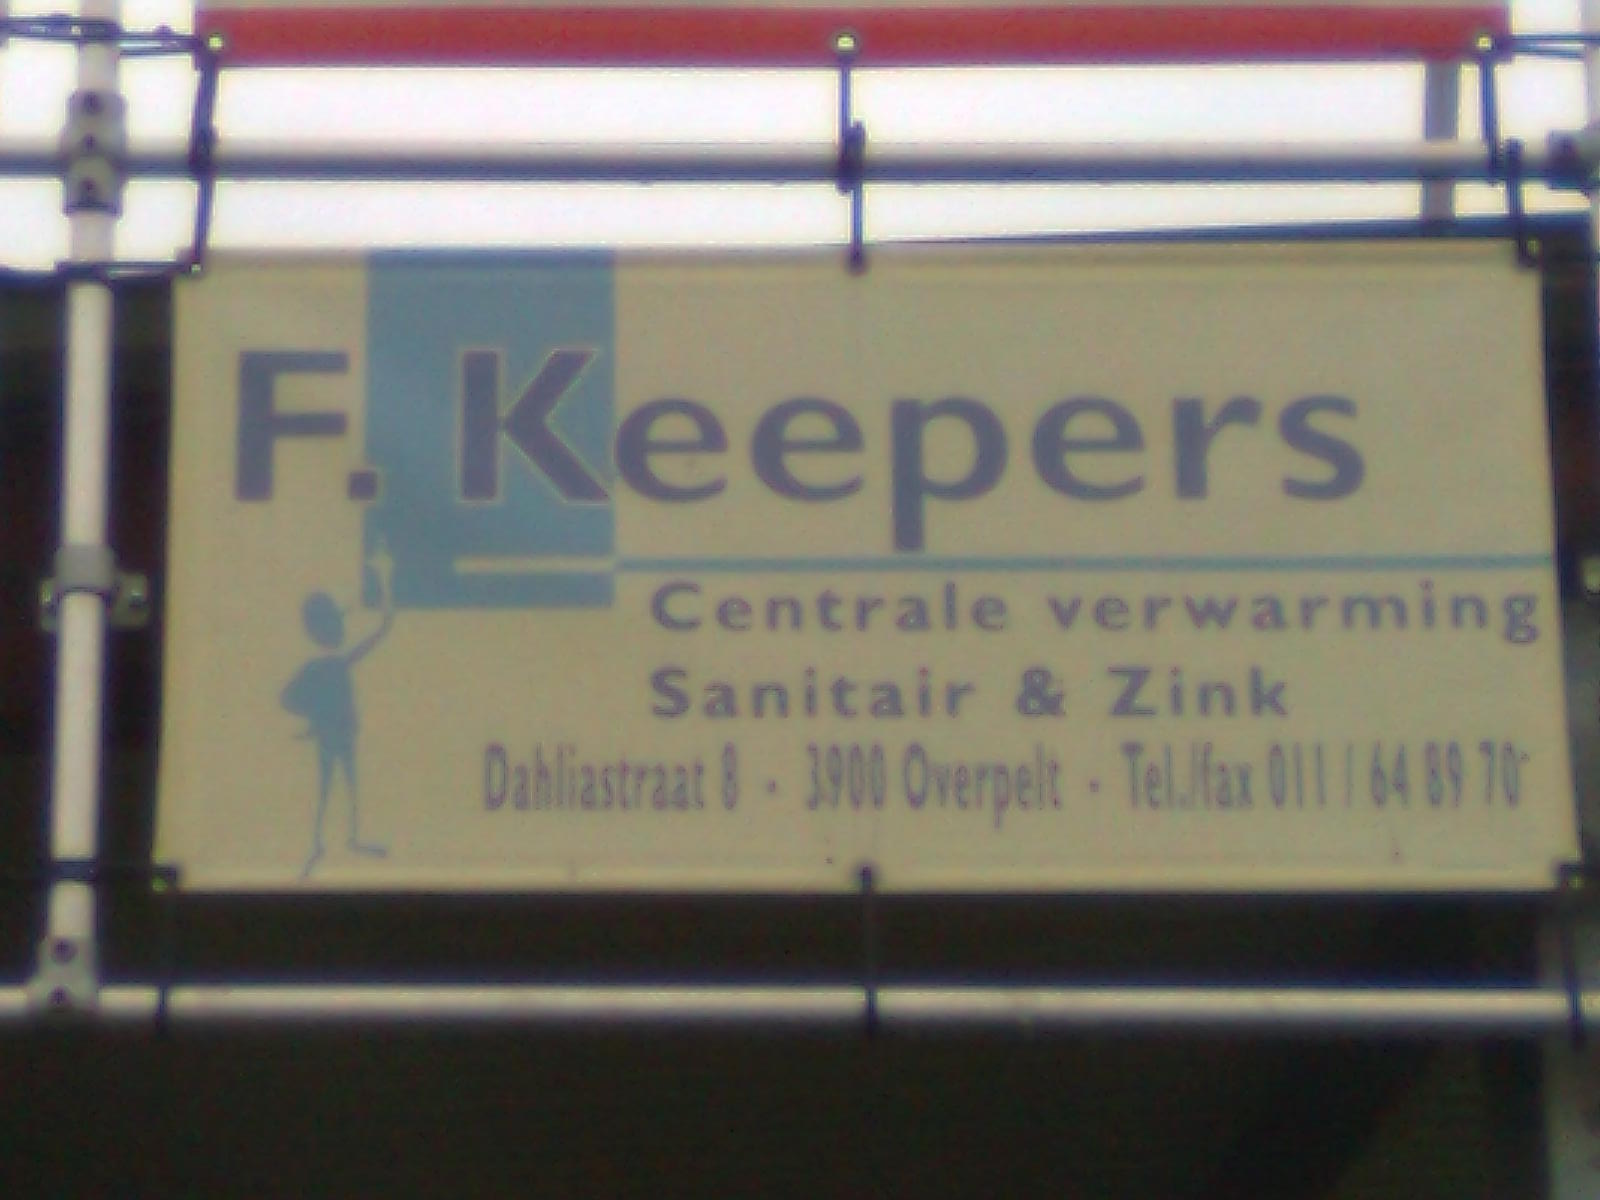 F. Keepers
Centrale verwarming
Sanitair & Zink
Dahliastraat 8 - 3900 Overpelt - Tel./fax 011 / 64 89 70